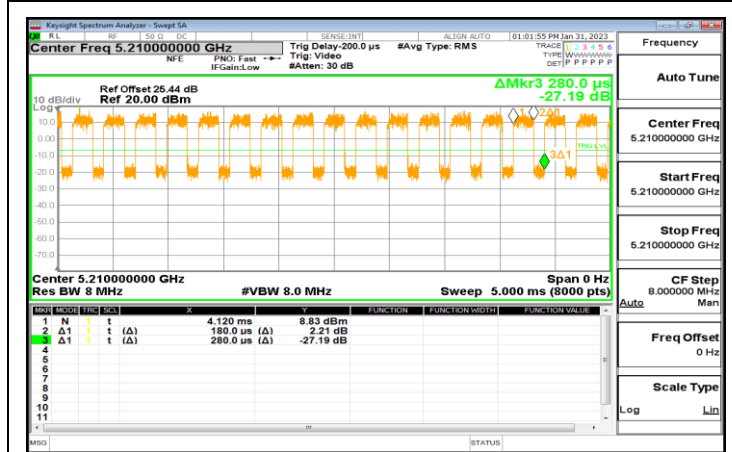 Keysight Spectrum Analyzer - Swept SA
RL RF 50 Ω DC SENSE:INT ALIGN AUTO 01:01:55 PM Jan 31, 2023
Center Freq 5.210000000 GHz
NFE PNO: Fast IFGain:Low
Trig Delay-200.0 µs #Avg Type: RMS
Trig: Video
#Atten: 30 dB
TRACE 1 2 3 4 5 6
TYPE WWWWWWW
DET P P P P P P
Frequency
Auto Tune
Center Freq
5.210000000 GHz
Start Freq
5.210000000 GHz
Stop Freq
5.210000000 GHz
CF Step
8.000000 MHz
Auto Man
Freq Offset
0 Hz
Scale Type
Log Lin
Ref Offset 25.44 dB
10 dB/div Ref 20.00 dBm
Log
ΔMkr3 280.0 µs
-27.19 dB
10.0
0.00
-10.0
-20.0
-30.0
-40.0
-50.0
-60.0
-70.0
1
2Δ1
TRIG LVL
3Δ1
Center 5.210000000 GHz Span 0 Hz
Res BW 8 MHz #VBW 8.0 MHz Sweep 5.000 ms (8000 pts)
MKR MODE TRC SCL X Y FUNCTION FUNCTION WIDTH FUNCTION VALUE
1 N 1 t 4.120 ms 8.83 dBm
2 Δ1 1 t (Δ) 180.0 µs (Δ) 2.21 dB
3 Δ1 1 t (Δ) 280.0 µs (Δ) -27.19 dB
4
5
6
7
8
9
10
11
MSG STATUS